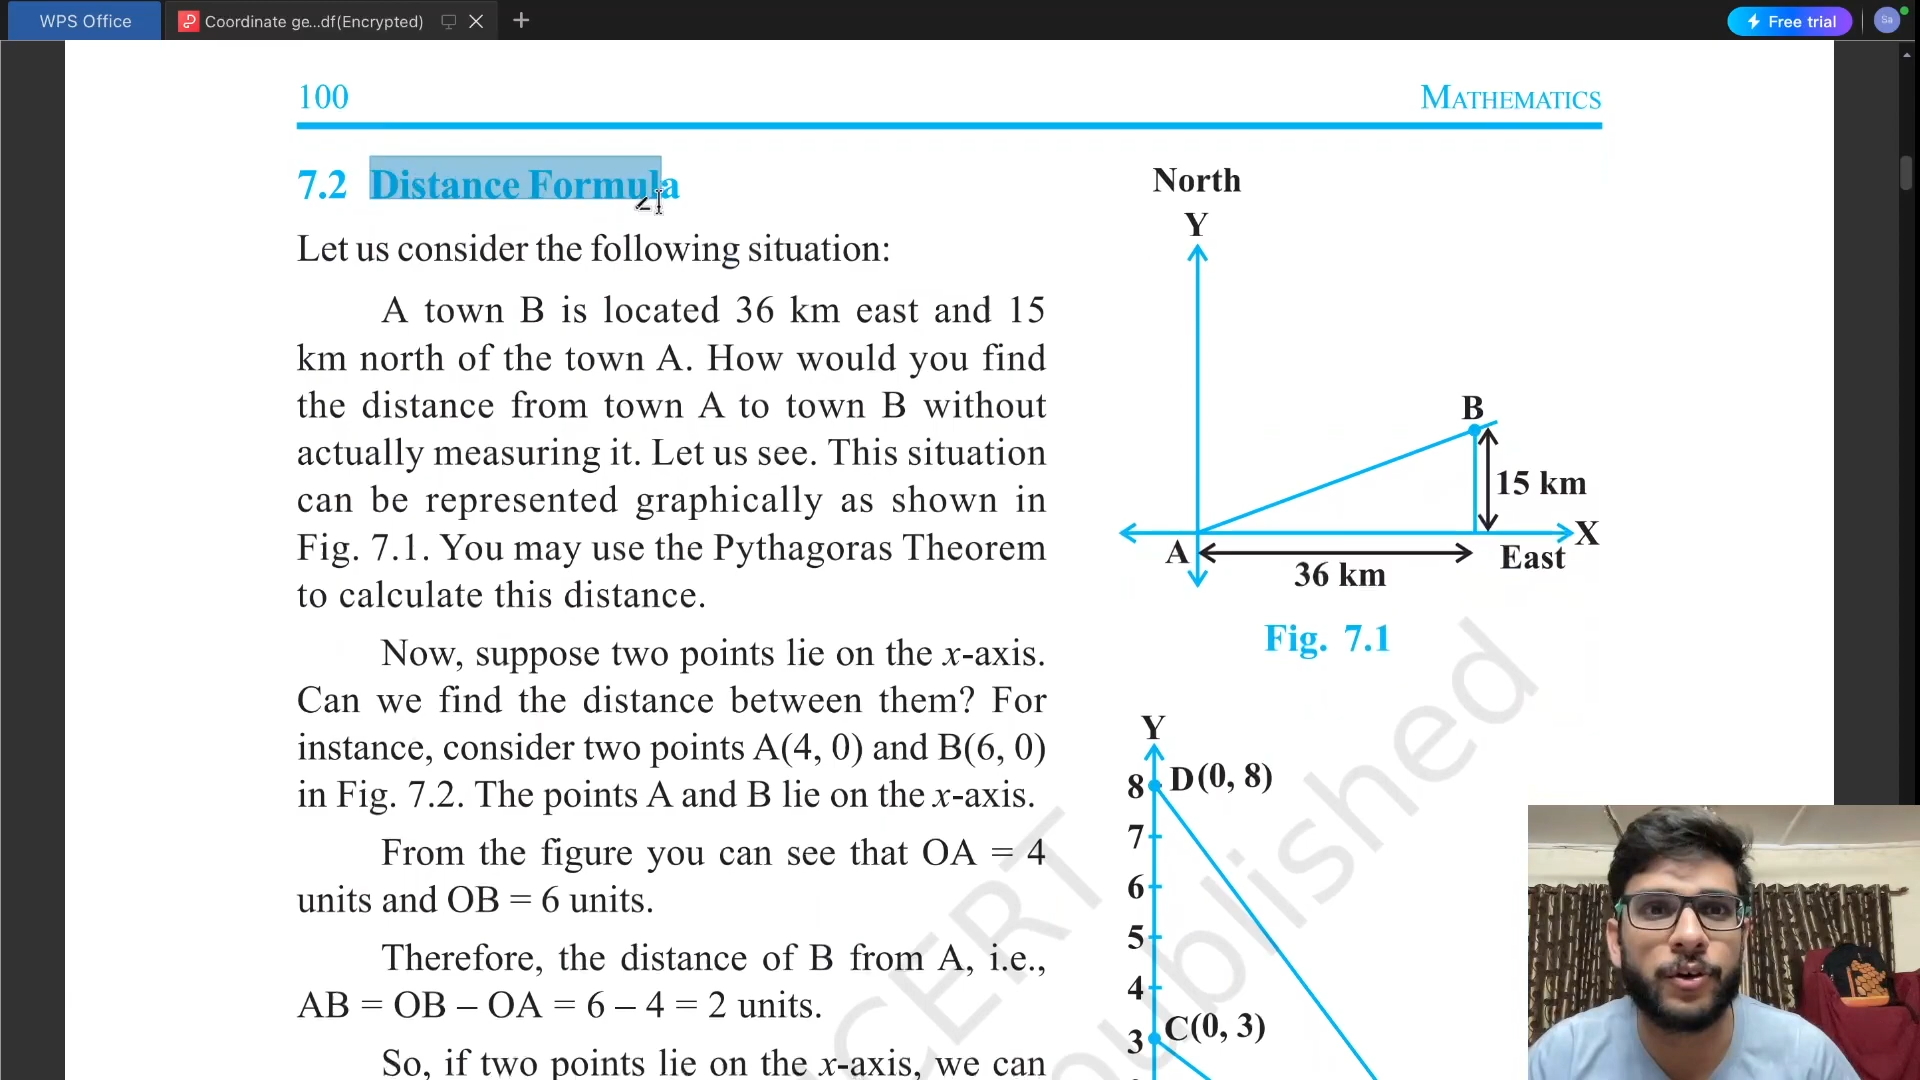 WPS Office
Coordinate ge...df(Encrypted)
Free trial
Sa
100
MATHEMATICS
7.2 Distance Formula
Let us consider the following situation:
A town B is located 36 km east and 15
km north of the town A. How would you find
the distance from town A to town B without
actually measuring it. Let us see. This situation
can be represented graphically as shown in
Fig. 7.1. You may use the Pythagoras Theorem
to calculate this distance.
Now, suppose two points lie on the x-axis.
Can we find the distance between them? For
instance, consider two points A(4, 0) and B(6, 0)
in Fig. 7.2. The points A and B lie on the x-axis.
From the figure you can see that OA = 4
units and OB = 6 units.
Therefore, the distance of B from A, i.e.,
AB = OB – OA = 6 – 4 = 2 units.
So, if two points lie on the x-axis, we can
North
Y
B
15 km
X
A
East
36 km
Fig. 7.1
Y
8 D(0, 8)
7
6
5
4
3 C(0, 3)